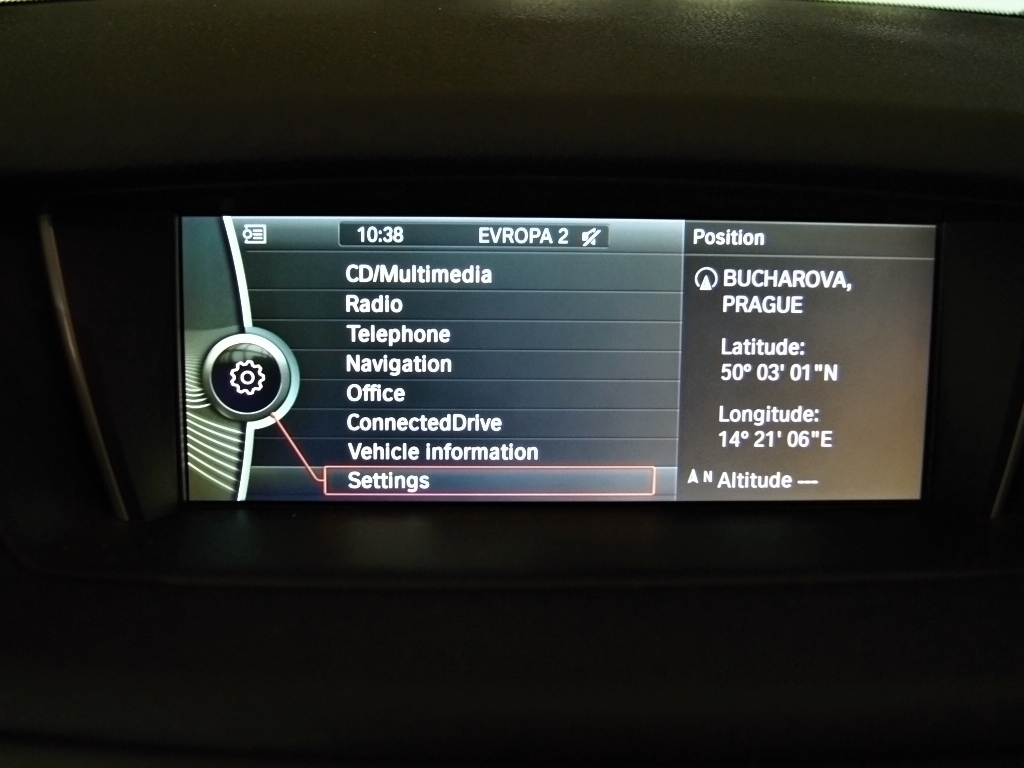 10:38 EVROPA 2
CD/Multimedia
Radio
Telephone
Navigation
Office
ConnectedDrive
Vehicle information
Settings
Position
BUCHAROVA,
PRAGUE
Latitude:
50° 03' 01"N
Longitude:
14° 21' 06"E
N Altitude ---